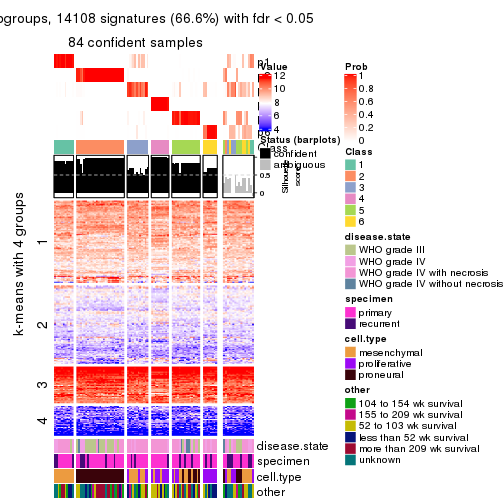 ogroups, 14108 signatures (66.6%) with fdr < 0.05
84 confident samples
p1
Value
12
10
8
6
4
Prob
1
0.8
0.6
0.4
0.2
0
Status (barplots)
confident
ambiguous
1
0.5
0
Silhouette
score
Class
1
2
3
4
5
6
k-means with 4 groups
1
2
3
4
disease.state
WHO grade III
WHO grade IV
WHO grade IV with necrosis
WHO grade IV without necrosis
specimen
primary
recurrent
cell.type
mesenchymal
proliferative
proneural
other
104 to 154 wk survival
155 to 209 wk survival
52 to 103 wk survival
less than 52 wk survival
more than 209 wk survival
unknown
disease.state
specimen
cell.type
other